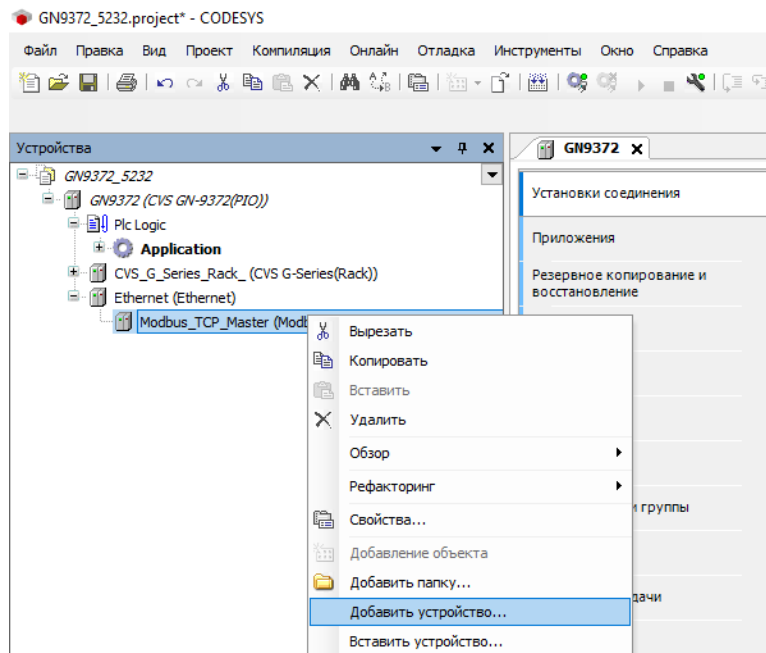 GN9372_5232.project* - CODESYS
Файл Правка Вид Проект Компиляция Онлайн Отладка Инструменты Окно Справка
Устройства
GN9372
GN9372_5232
GN9372 (CVS GN-9372(PIO))
Plc Logic
Application
CVS_G_Series_Rack_ (CVS G-Series(Rack))
Ethernet (Ethernet)
Modbus_TCP_Master (Modb
Вырезать
Копировать
Вставить
Удалить
Обзор
Рефакторинг
Свойства...
Добавление объекта
Добавить папку...
Добавить устройство...
Вставить устройство...
Установки соединения
Приложения
Резервное копирование и
восстановление
и группы
дачи